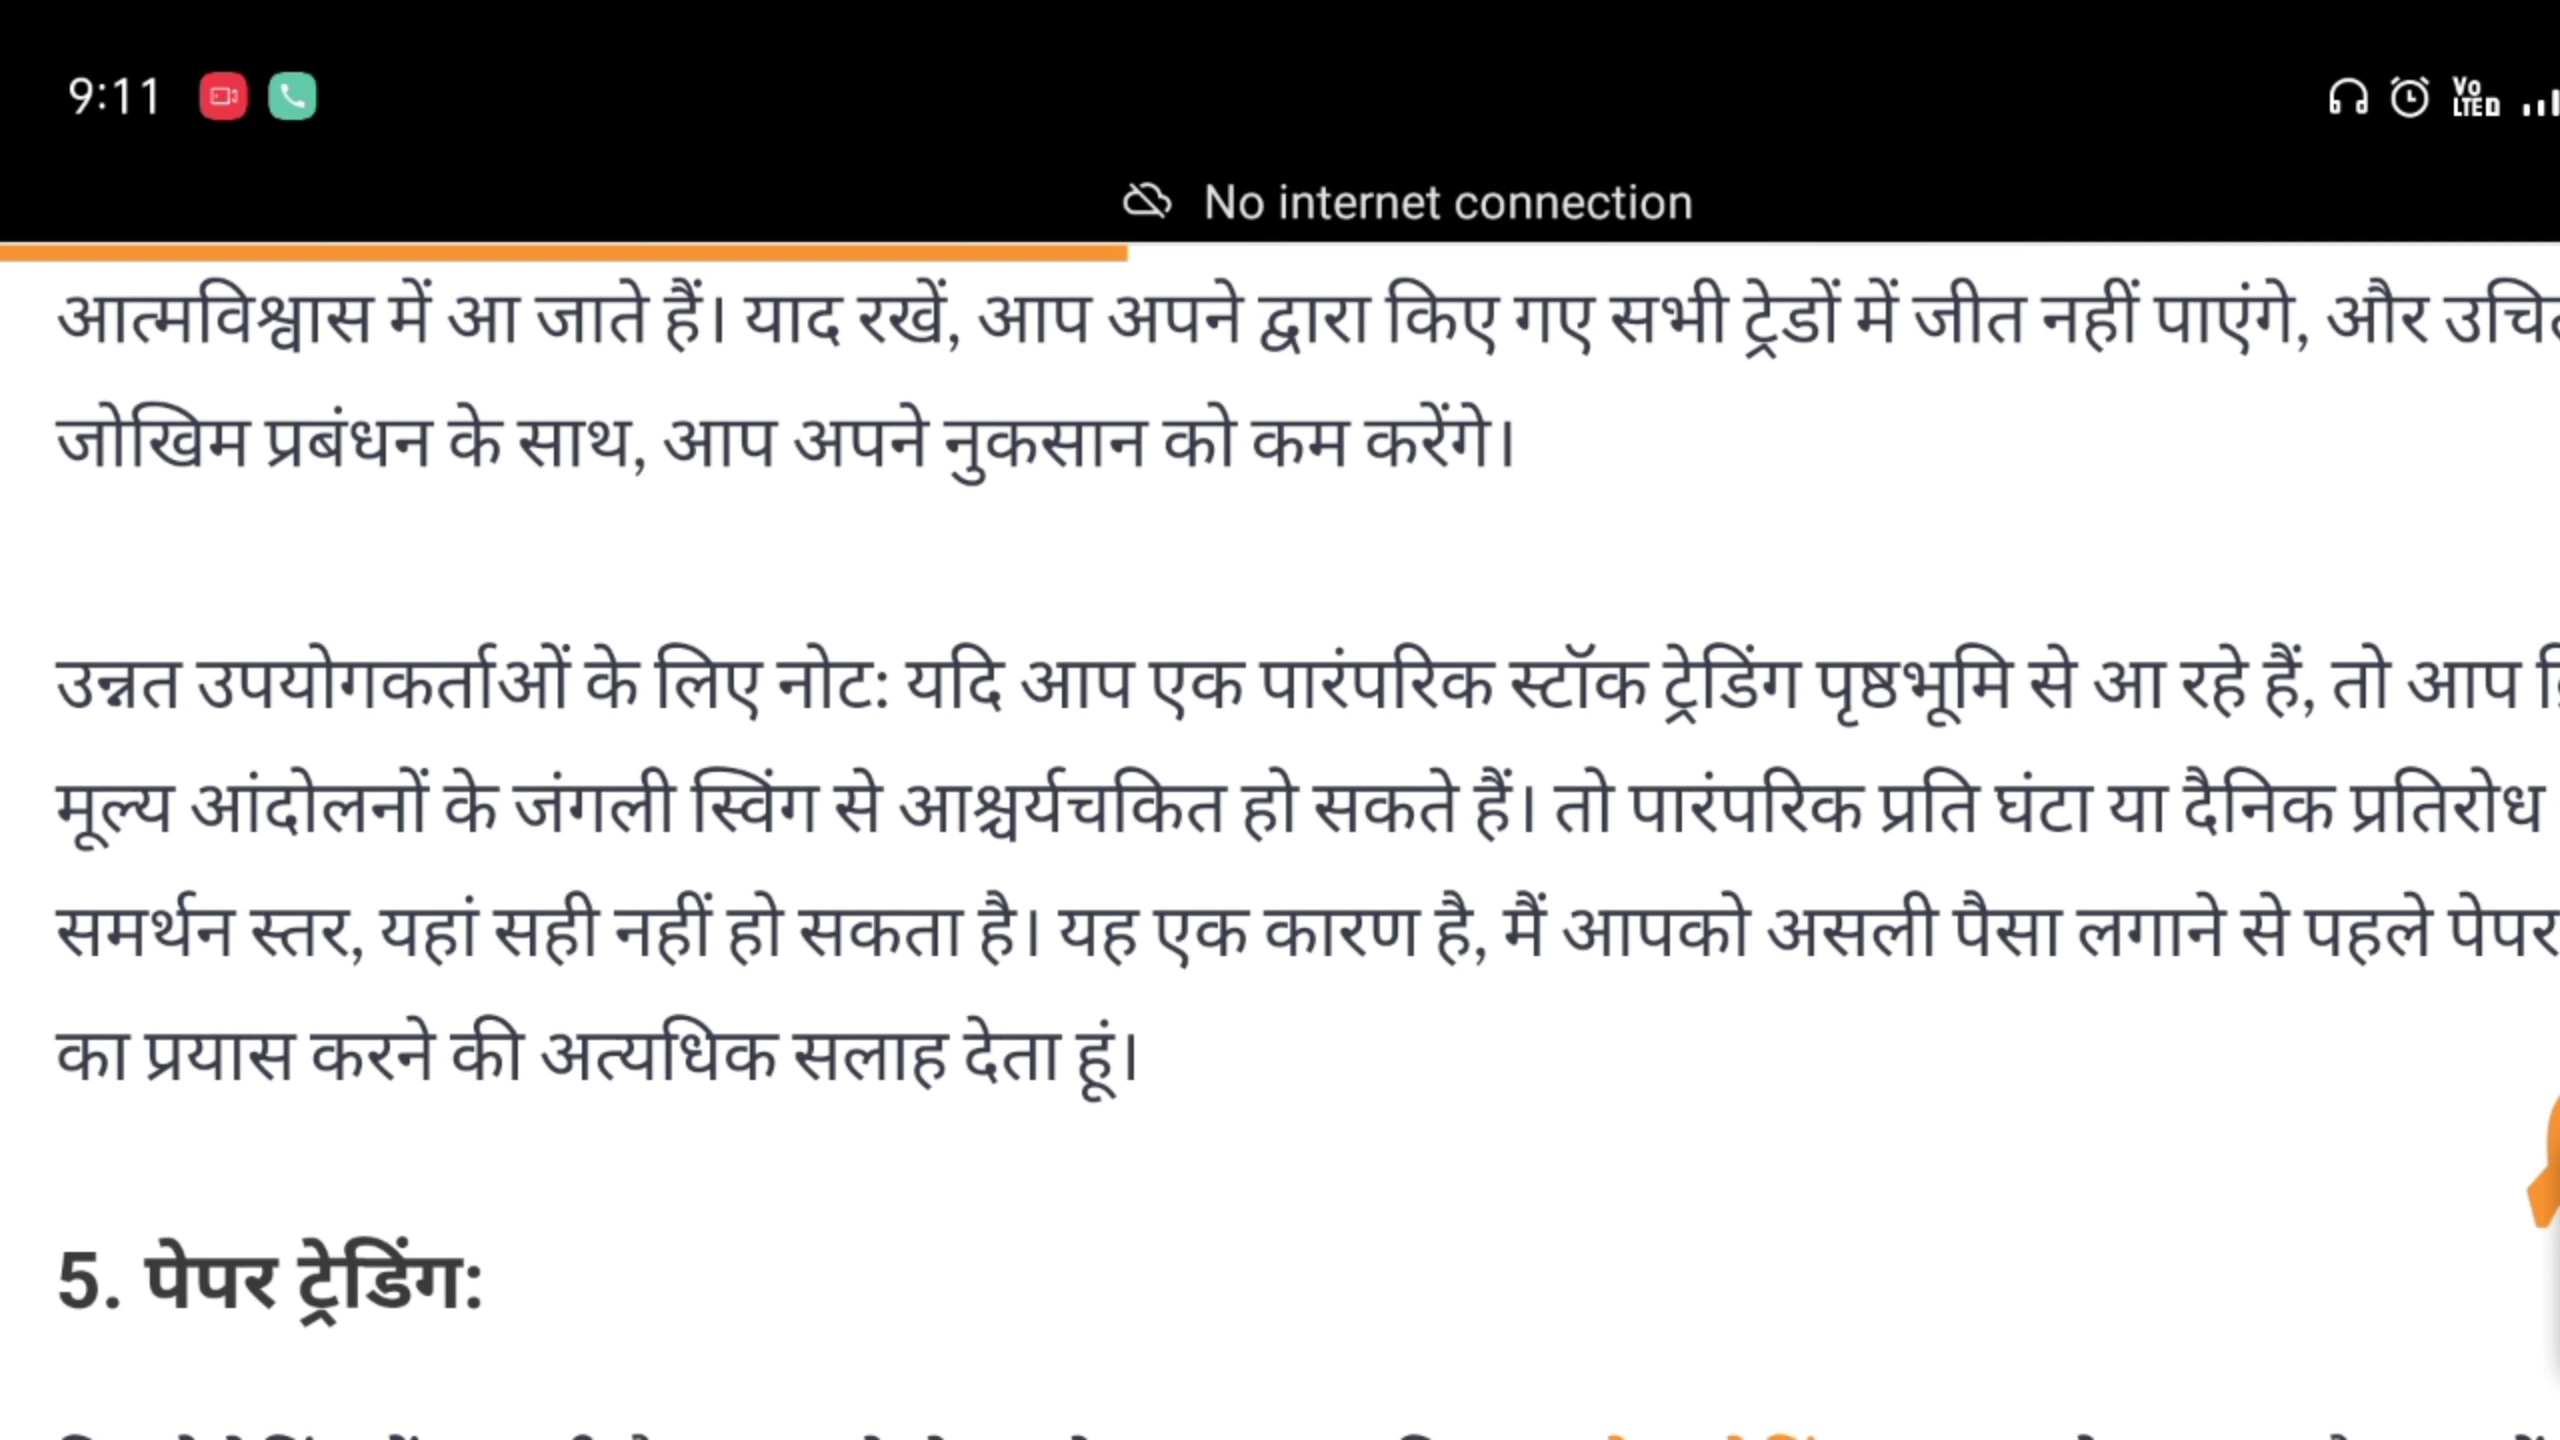 9:11 Vo LTE
No internet connection
आत्मविश्वास में आ जाते हैं। याद रखें, आप अपने द्वारा किए गए सभी ट्रेडों में जीत नहीं पाएंगे, और
जोखिम प्रबंधन के साथ, आप अपने नुकसान को कम करेंगे।
उन्नत उपयोगकर्ताओं के लिए नोट: यदि आप एक पारंपरिक स्टॉक ट्रेडिंग पृष्ठभूमि से आ रहे हैं, तो आप
मूल्य आंदोलनों के जंगली स्विंग से आश्चर्यचकित हो सकते हैं। तो पारंपरिक प्रति घंटा या दैनिक प्रतिरोध
समर्थन स्तर, यहां सही नहीं हो सकता है। यह एक कारण है, मैं आपको असली पैसा लगाने से पहले पेपर
का प्रयास करने की अत्यधिक सलाह देता हूं।
5. पेपर ट्रेडिंग: